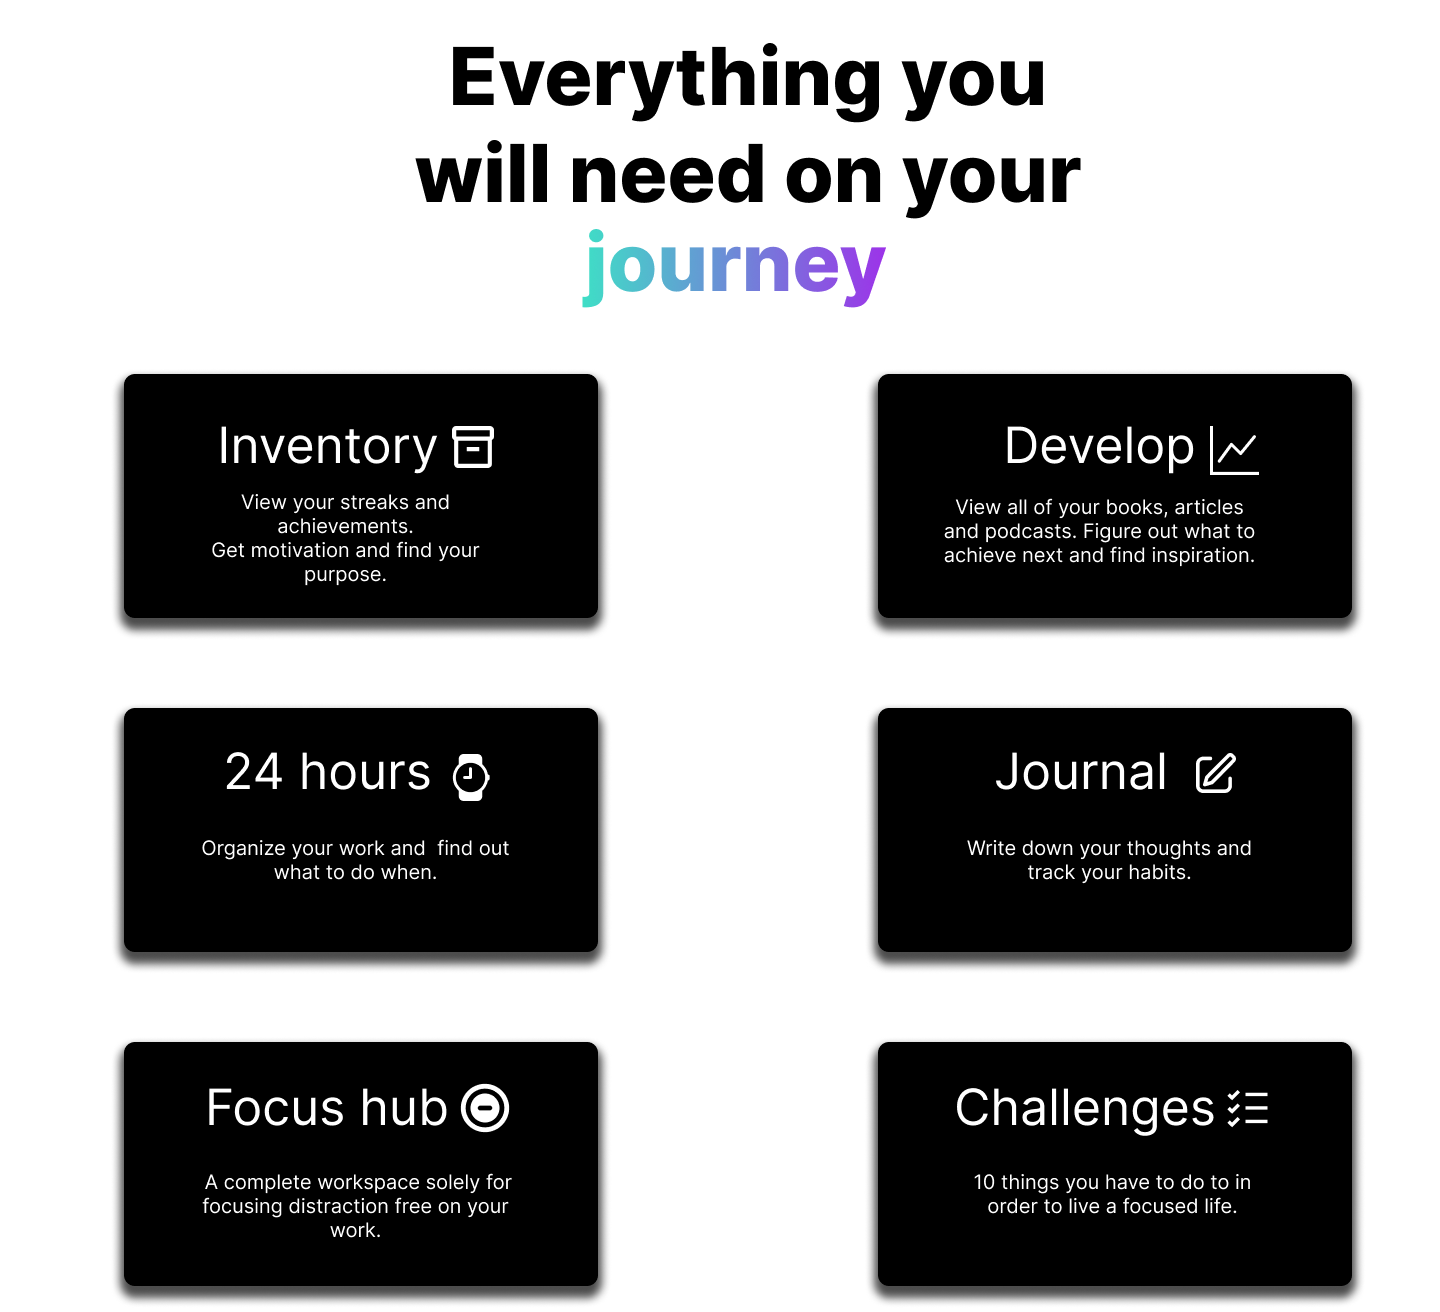 Everything you
will need on your
journey
Inventory
View your streaks and
achievements.
Get motivation and find your
purpose.
Develop
View all of your books, articles
and podcasts. Figure out what to
achieve next and find inspiration.
24 hours
Organize your work and  find out
what to do when.
Journal
Write down your thoughts and
track your habits.
Focus hub
A complete workspace solely for
focusing distraction free on your
work.
Challenges
10 things you have to do to in
order to live a focused life.